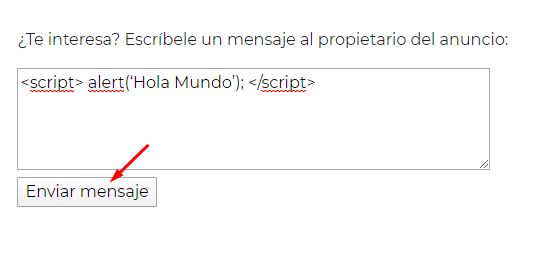 ¿Te interesa? Escríbele un mensaje al propietario del anuncio:
<script> alert(‘Hola Mundo’); </script>
Enviar mensaje